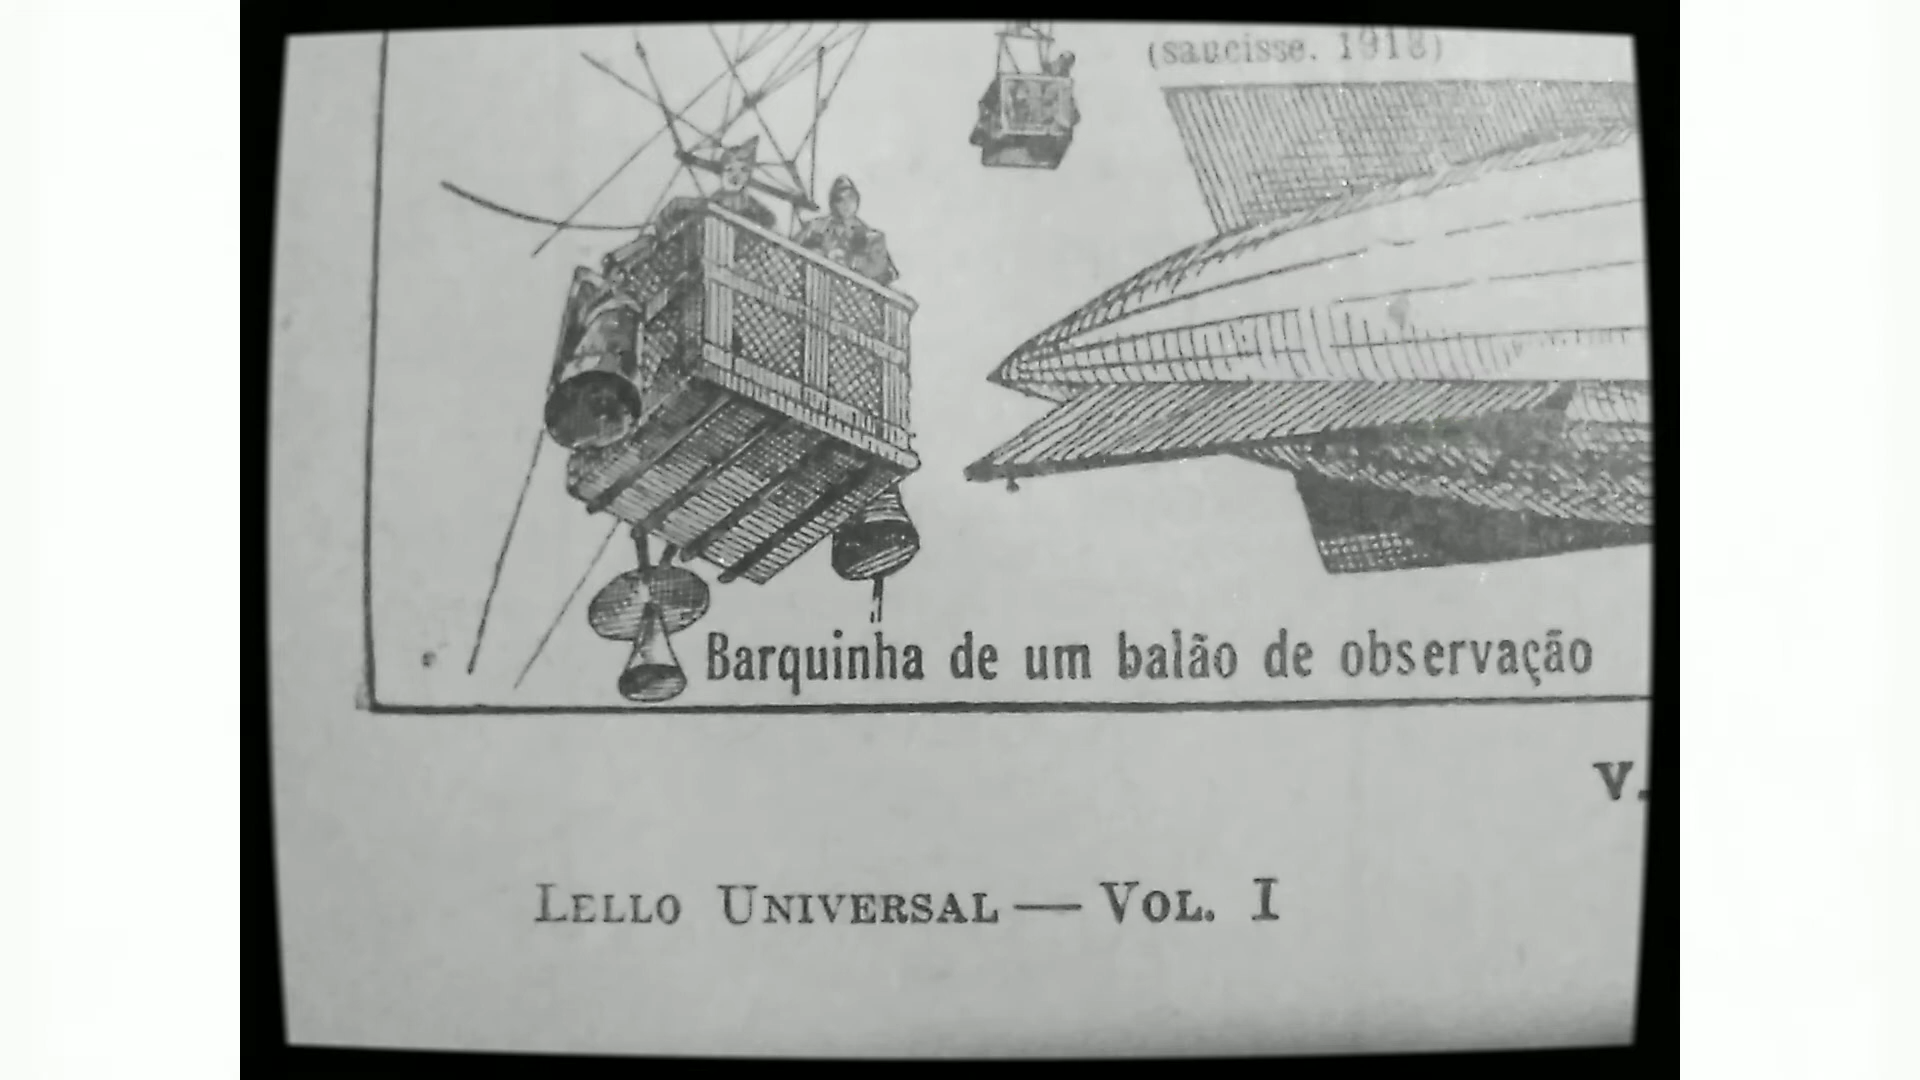 (saucisse. 1918)
Barquinha de um balão de observação
V.
LELLO UNIVERSAL — VOL. I